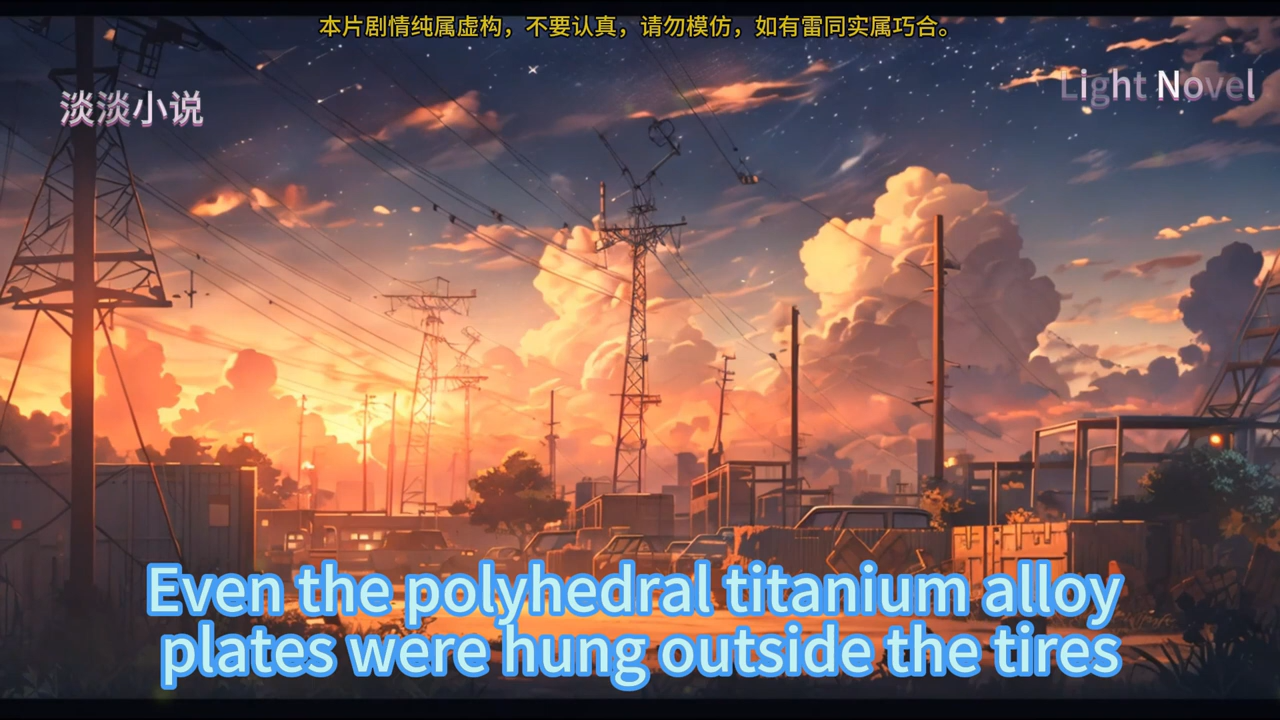 本片剧情纯属虚构，不要认真，请勿模仿，如有雷同实属巧合。
淡淡小说
Light Novel
Even the polyhedral titanium alloy
plates were hung outside the tires